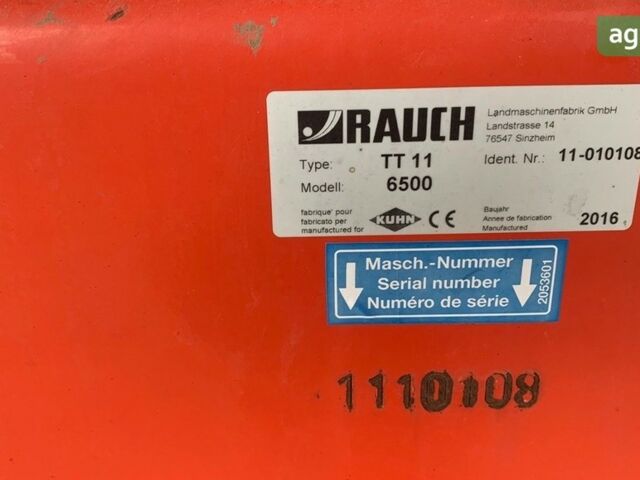 ag
RAUCH
Landmaschinenfabrik GmbH
Landstrasse 14
76547 Sinzheim
Type: TT 11
Ident. Nr.: 11-010108
Modell: 6500
fabrique' pour
fabricato per
manufactured for
KUHN CE
Baujahr
Annee de fabrication
Manufactured
2016
Masch.-Nummer
Serial number
Numéro de série
2053601
1110108